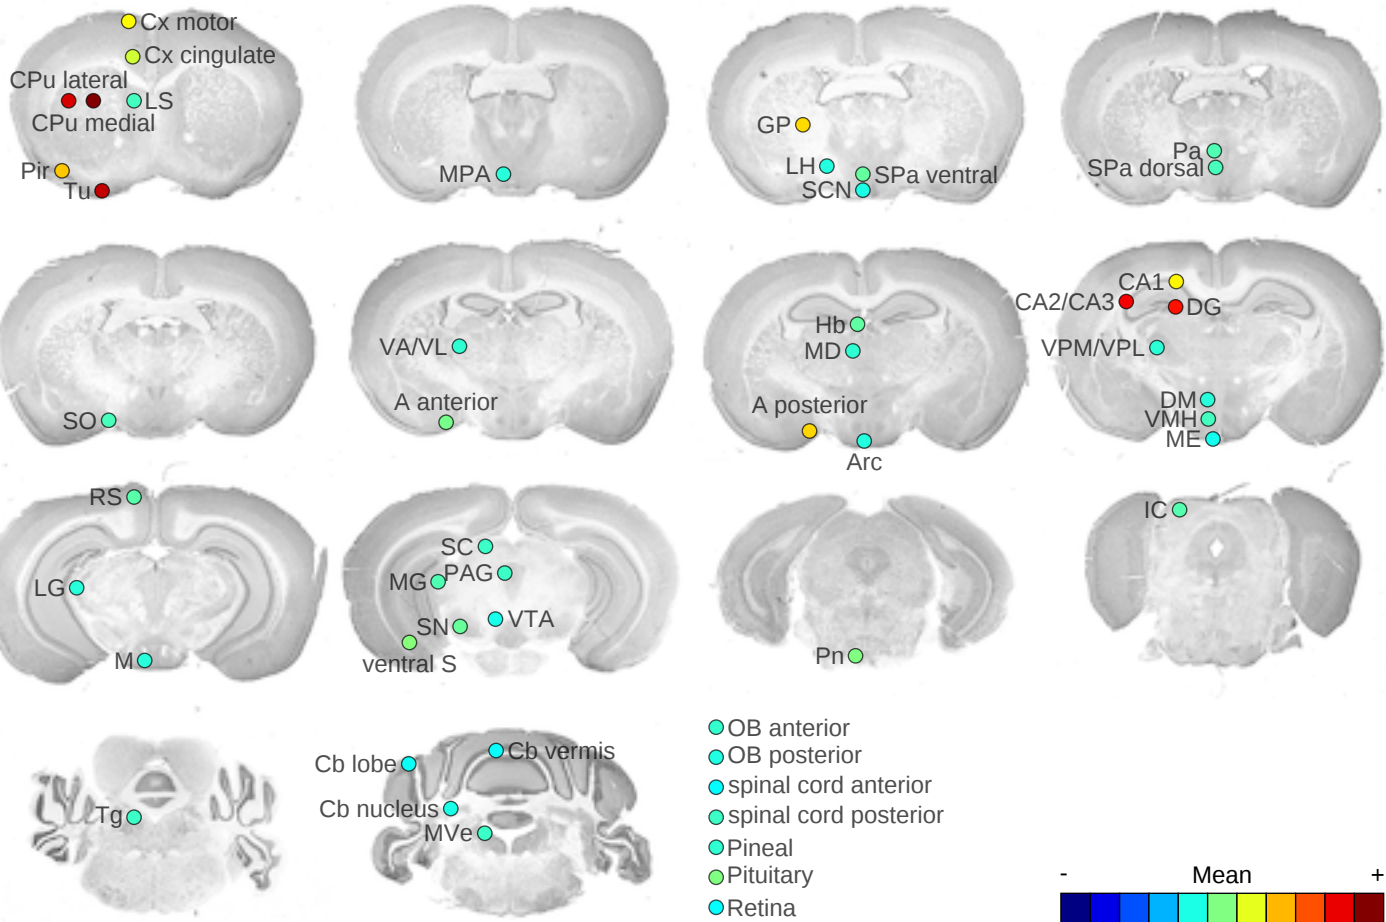 Cx motor
Cx cingulate
CPu lateral
LS
CPu medial
Pir
Tu
MPA
GP
LH
SPa ventral
SCN
Pa
SPa dorsal
SO
VA/VL
A anterior
Hb
MD
A posterior
Arc
CA1
CA2/CA3
DG
VPM/VPL
DM
VMH
ME
RS
LG
M
SC
PAG
MG
VTA
SN
ventral S
Pn
IC
Tg
Cb vermis
Cb lobe
Cb nucleus
MVe
OB anterior
OB posterior
spinal cord anterior
spinal cord posterior
Pineal
Pituitary
Retina
- Mean +